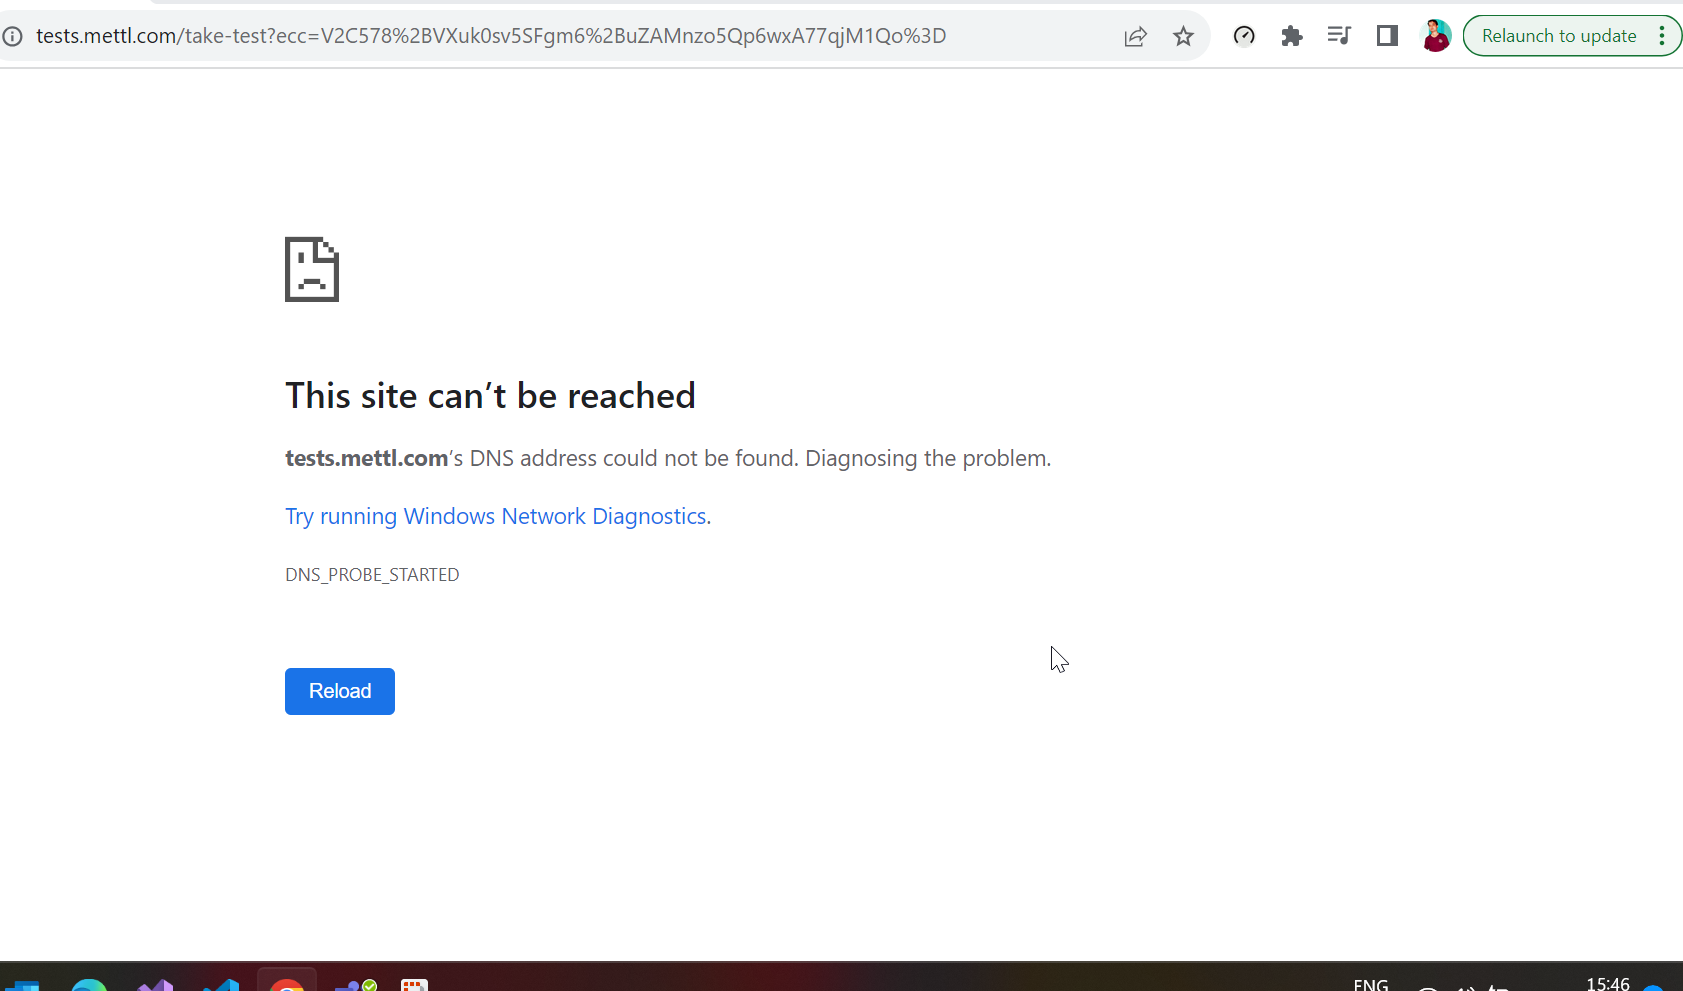 tests.mettl.com/take-test?ecc=V2C578%2BVXuk0sv5SFgm6%2BuZAMnzo5Qp6wxA77qjM1Qo%3D
Relaunch to update
This site can’t be reached
tests.mettl.com’s DNS address could not be found. Diagnosing the problem.
Try running Windows Network Diagnostics.
DNS_PROBE_STARTED
Reload
ENG
15:46